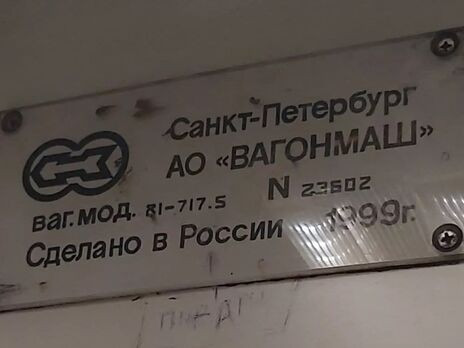 Санкт-Петербург
АО «ВАГОНМАШ»
ваг. мод. 81-717.5 N 23602
Сделано в России 1999г.